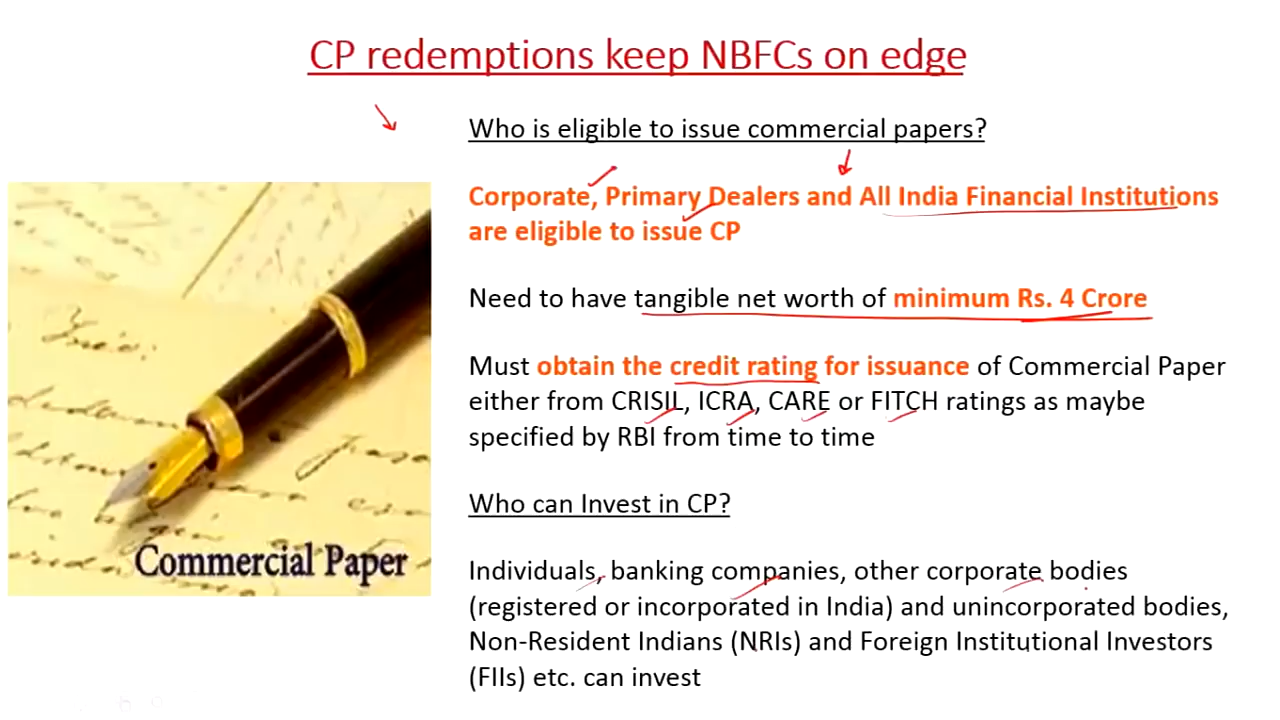 CP redemptions keep NBFCs on edge
Who is eligible to issue commercial papers?
Corporate, Primary Dealers and All India Financial Institutions
are eligible to issue CP
Need to have tangible net worth of minimum Rs. 4 Crore
Must obtain the credit rating for issuance of Commercial Paper
either from CRISIL, ICRA, CARE or FITCH ratings as maybe
specified by RBI from time to time
Who can Invest in CP?
Individuals, banking companies, other corporate bodies
(registered or incorporated in India) and unincorporated bodies,
Non-Resident Indians (NRIs) and Foreign Institutional Investors
(FIIs) etc. can invest
Commercial Paper